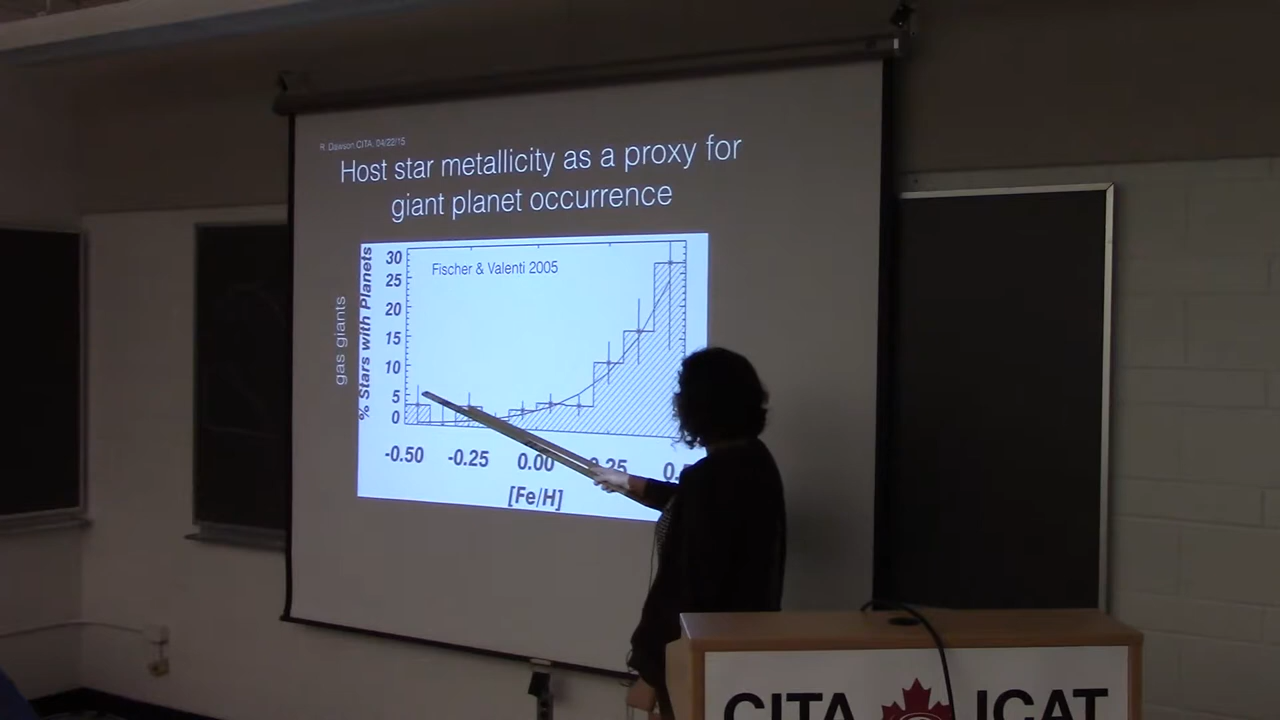 R. Dawson CITA, 04/22/15
Host star metallicity as a proxy for
giant planet occurrence
gas giants
% Stars with Planets
30
25
20
15
10
5
0
Fischer & Valenti 2005
-0.50 -0.25 0.00
[Fe/H]
CITA ICAT